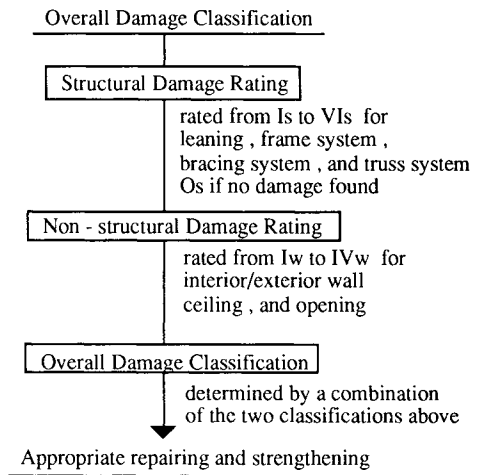 Overall Damage Classification
Structural Damage Rating
rated from Is to VIs for
leaning , frame system ,
bracing system , and truss system
Os if no damage found
Non - structural Damage Rating
rated from Iw to IVw for
interior/exterior wall
ceiling , and opening
Overall Damage Classification
determined by a combination
of the two classifications above
Appropriate repairing and strengthening